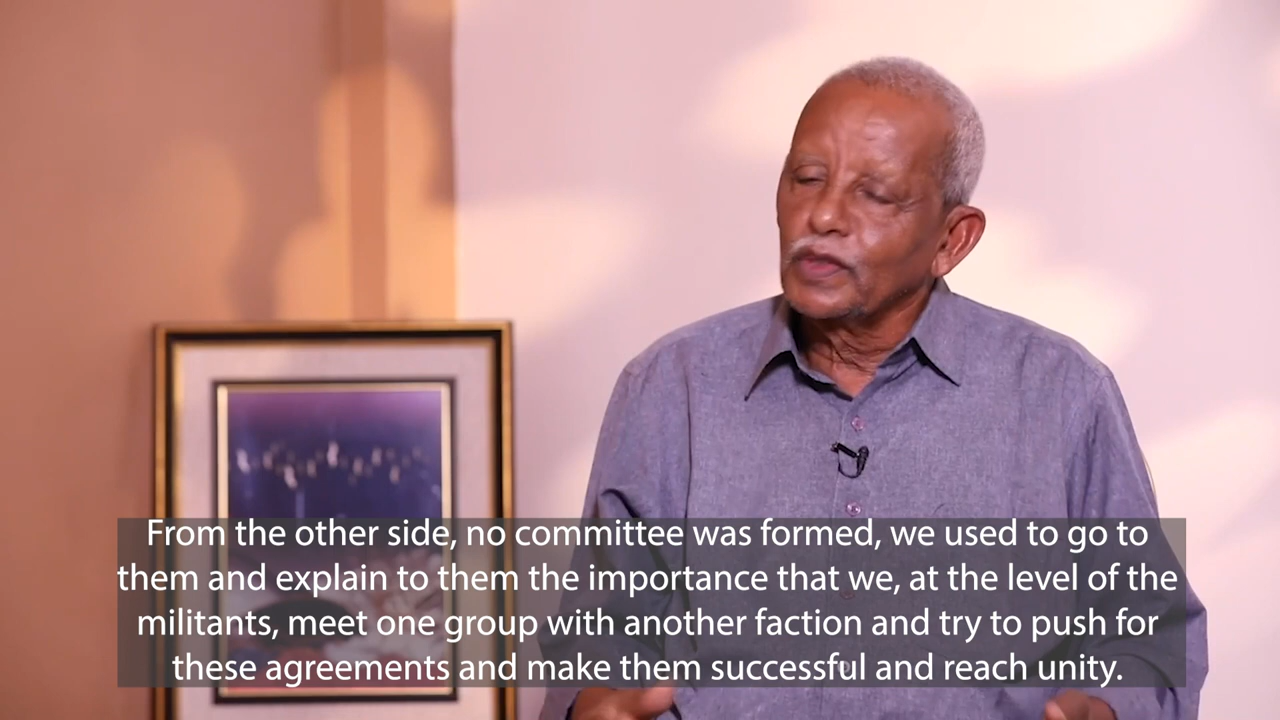 From the other side, no committee was formed, we used to go to
them and explain to them the importance that we, at the level of the
militants, meet one group with another faction and try to push for
these agreements and make them successful and reach unity.